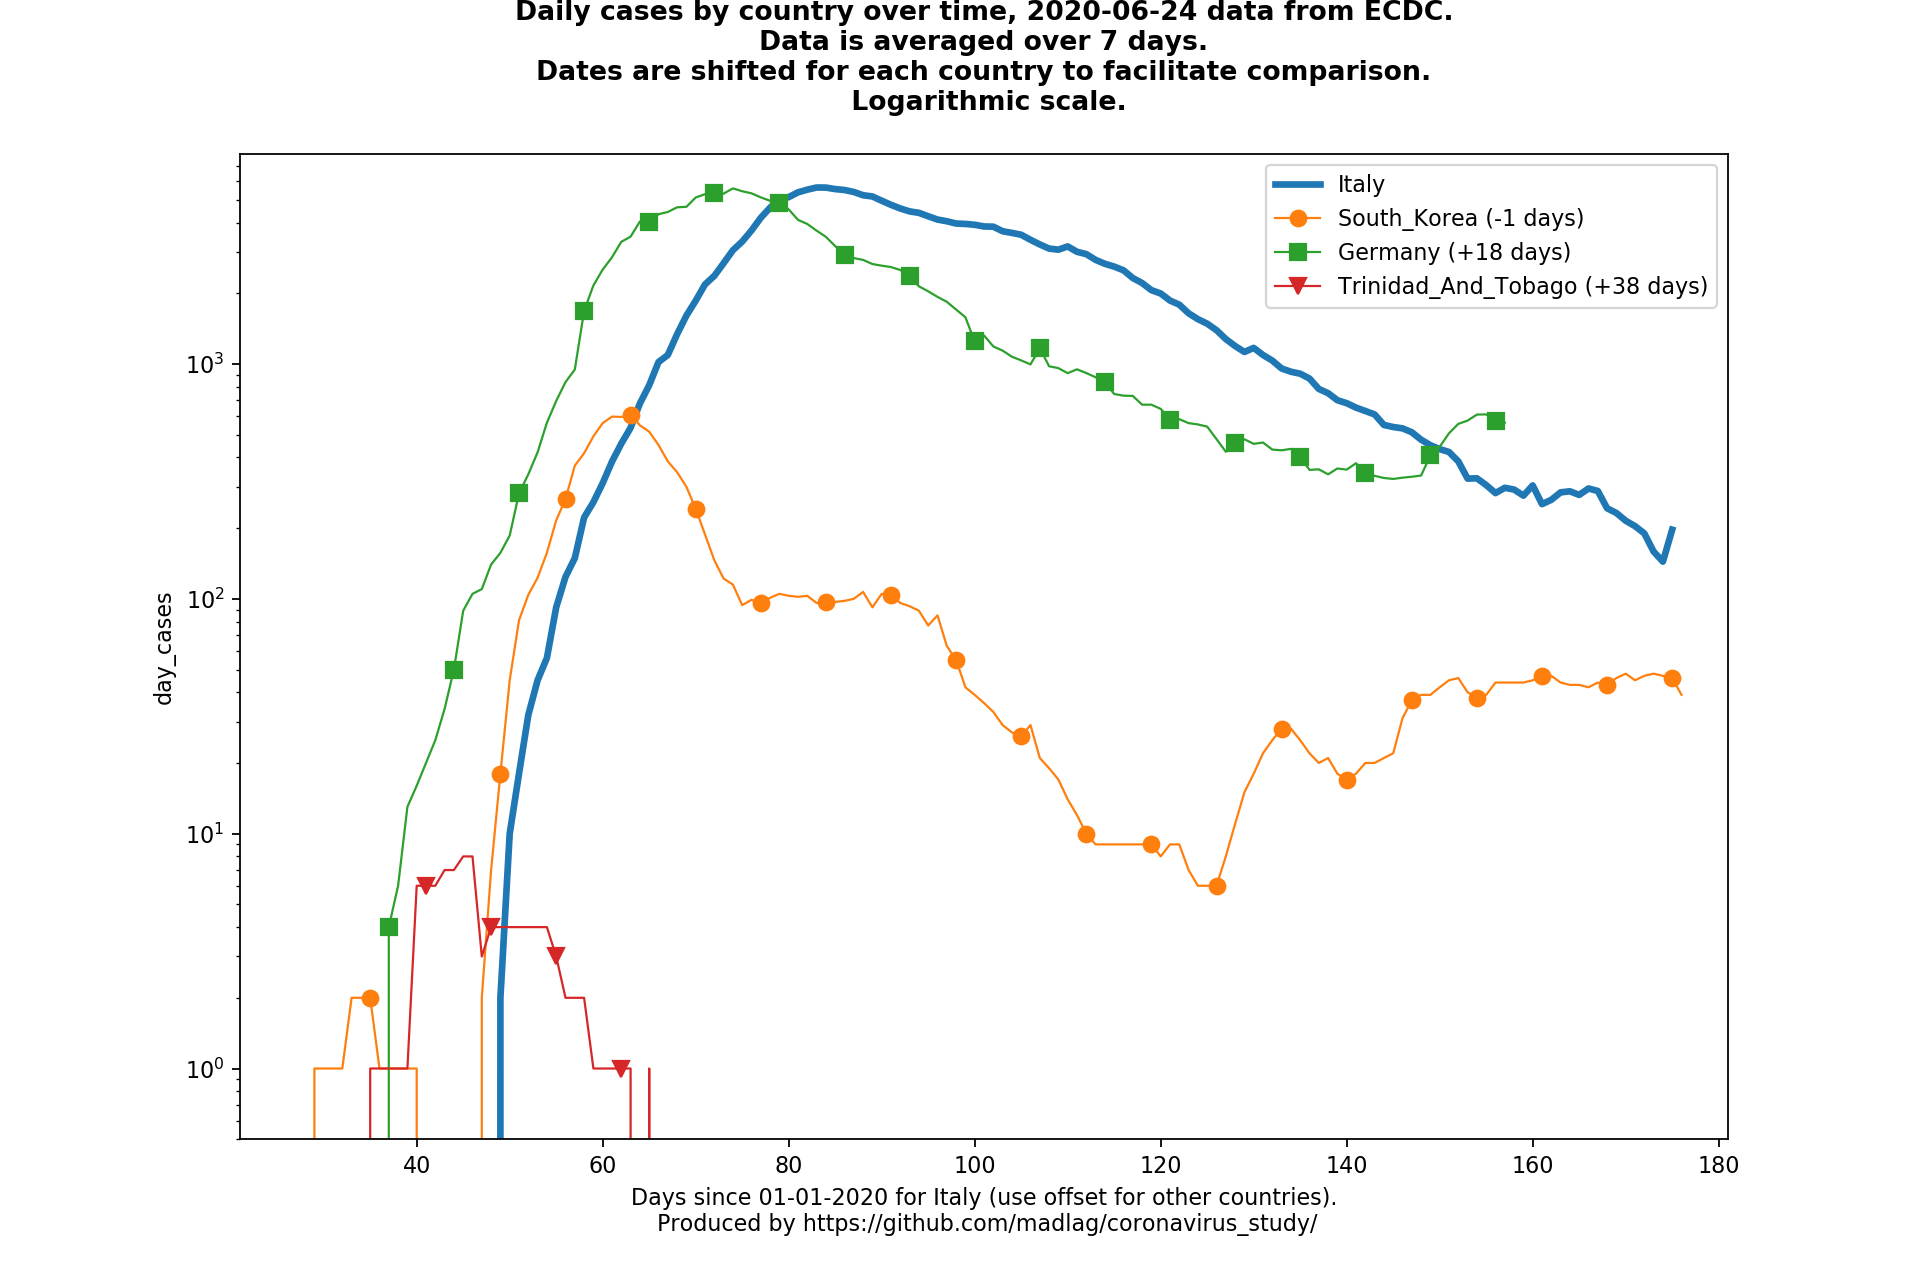 Daily cases by country over time, 2020-06-24 data from ECDC.
Data is averaged over 7 days.
Dates are shifted for each country to facilitate comparison.
Logarithmic scale.
Italy
South_Korea (-1 days)
Germany (+18 days)
Trinidad_And_Tobago (+38 days)
10³
10²
10¹
10⁰
day_cases
40 60 80 100 120 140 160 180
Days since 01-01-2020 for Italy (use offset for other countries).
Produced by https://github.com/madlag/coronavirus_study/